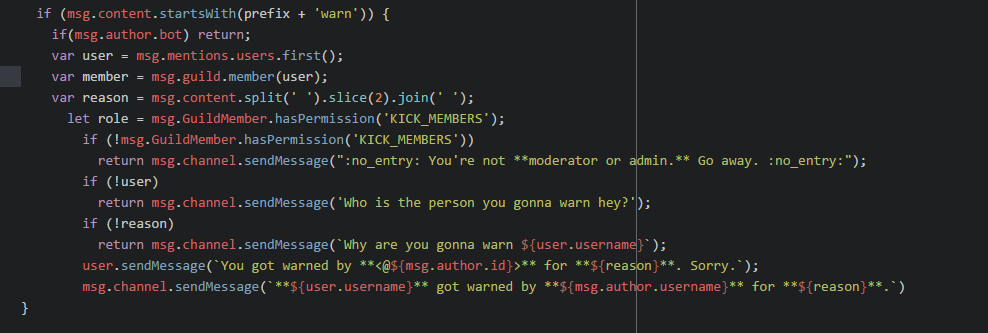 if (msg.content.startsWith(prefix + 'warn')) {
if(msg.author.bot) return;
var user = msg.mentions.users.first();
var member = msg.guild.member(user);
var reason = msg.content.split(' ').slice(2).join(' ');
let role = msg.GuildMember.hasPermission('KICK_MEMBERS');
if (!msg.GuildMember.hasPermission('KICK_MEMBERS'))
return msg.channel.sendMessage(":no_entry: You're not **moderator or admin.** Go away. :no_entry:");
if (!user)
return msg.channel.sendMessage('Who is the person you gonna warn hey?');
if (!reason)
return msg.channel.sendMessage(`Why are you gonna warn ${user.username}`);
user.sendMessage(`You got warned by **<@${msg.author.id}>** for **${reason}**. Sorry.`);
msg.channel.sendMessage(`**${user.username}** got warned by **${msg.author.username}** for **${reason}**.`)
}